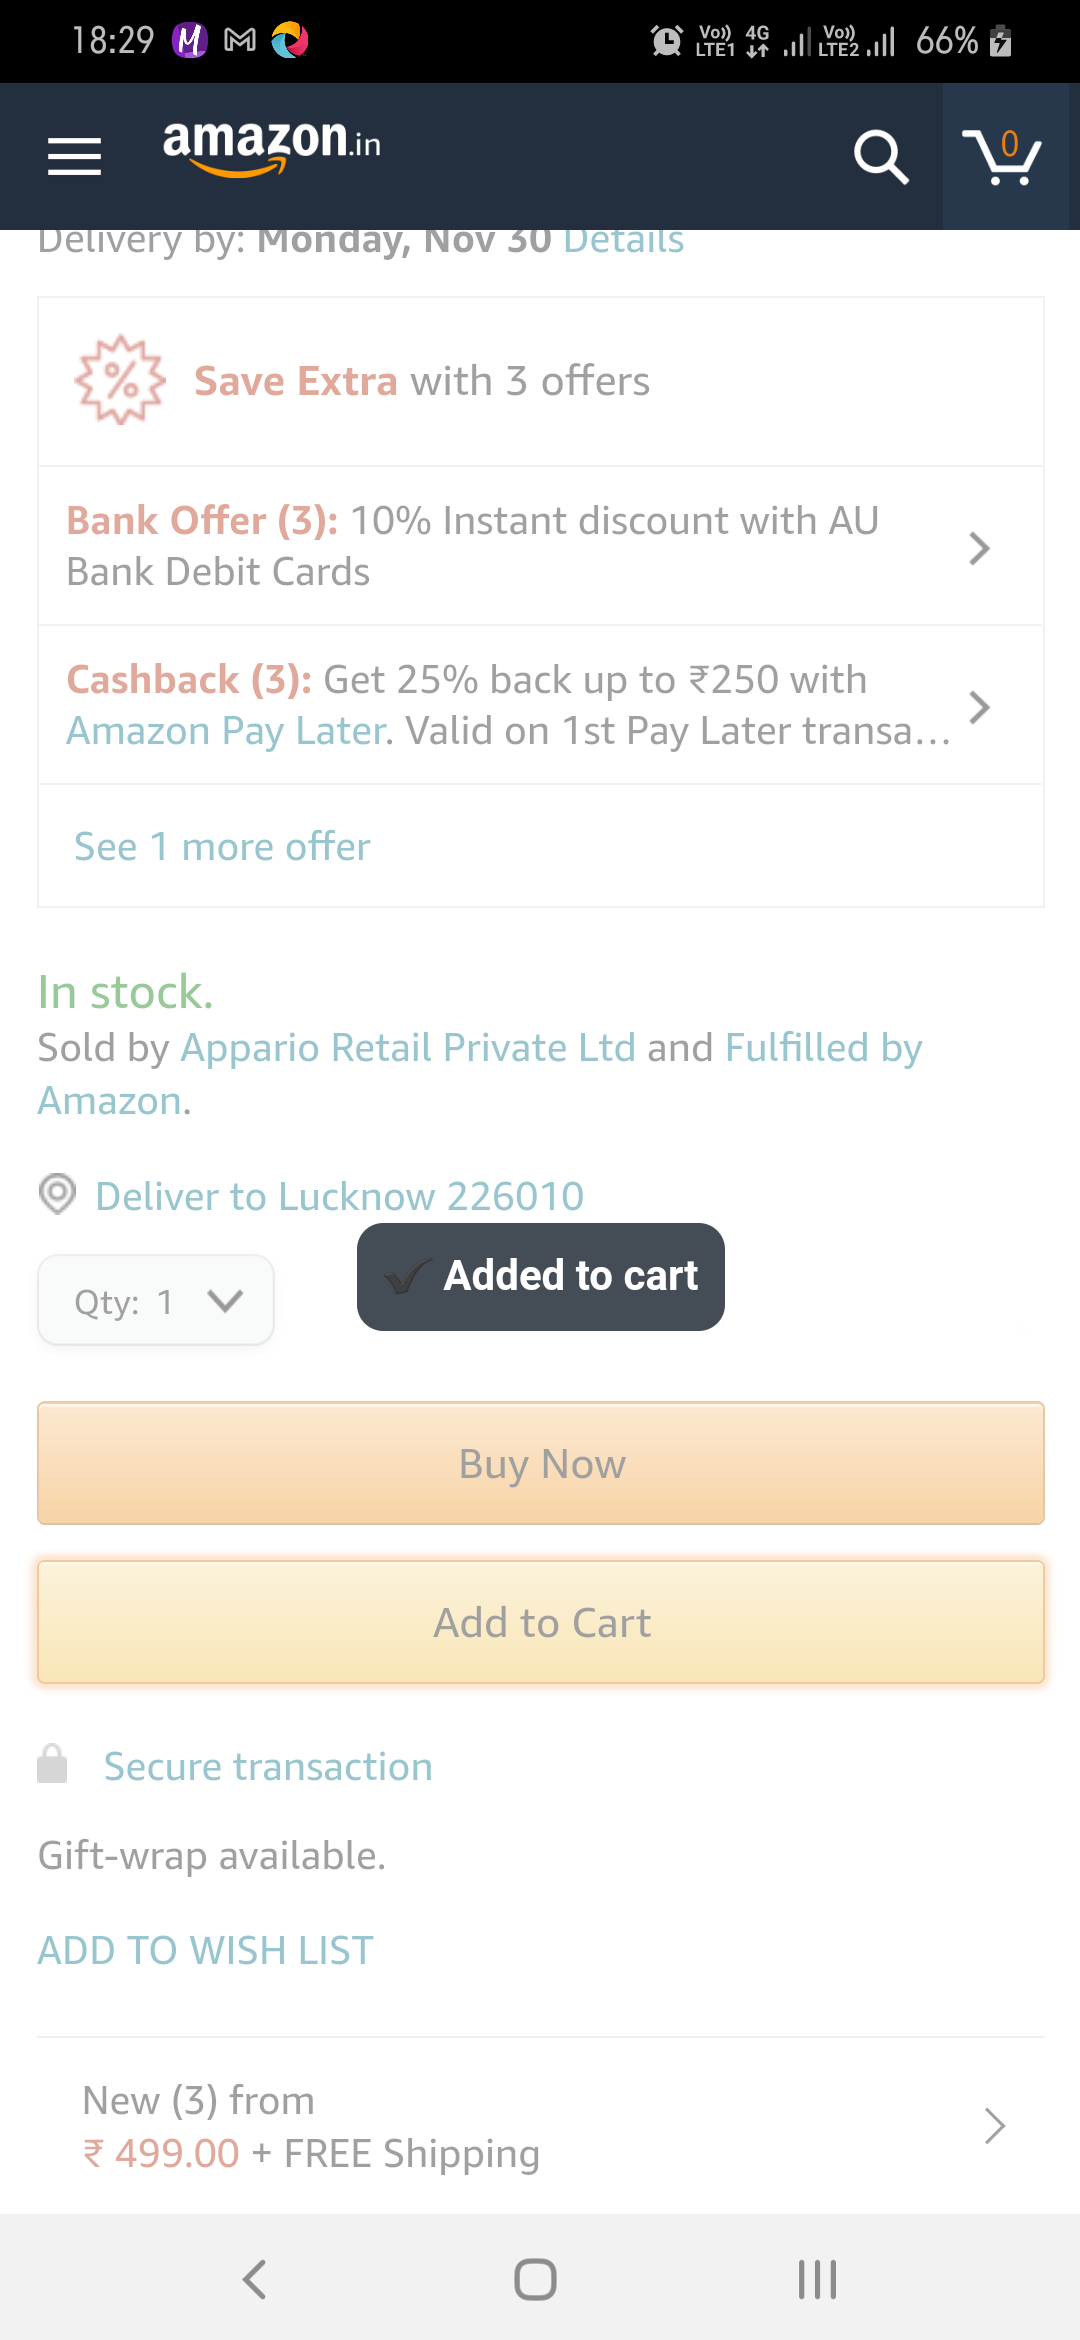 18:29
Vo)) LTE1 4G Vo)) LTE2 66%
amazon.in
0
Delivery by: Monday, Nov 30 Details
Save Extra with 3 offers
Bank Offer (3): 10% Instant discount with AU
Bank Debit Cards
Cashback (3): Get 25% back up to ₹250 with
Amazon Pay Later. Valid on 1st Pay Later transa...
See 1 more offer
In stock.
Sold by Appario Retail Private Ltd and Fulfilled by
Amazon.
Deliver to Lucknow 226010
Added to cart
Qty: 1
Buy Now
Add to Cart
Secure transaction
Gift-wrap available.
ADD TO WISH LIST
New (3) from
₹ 499.00 + FREE Shipping